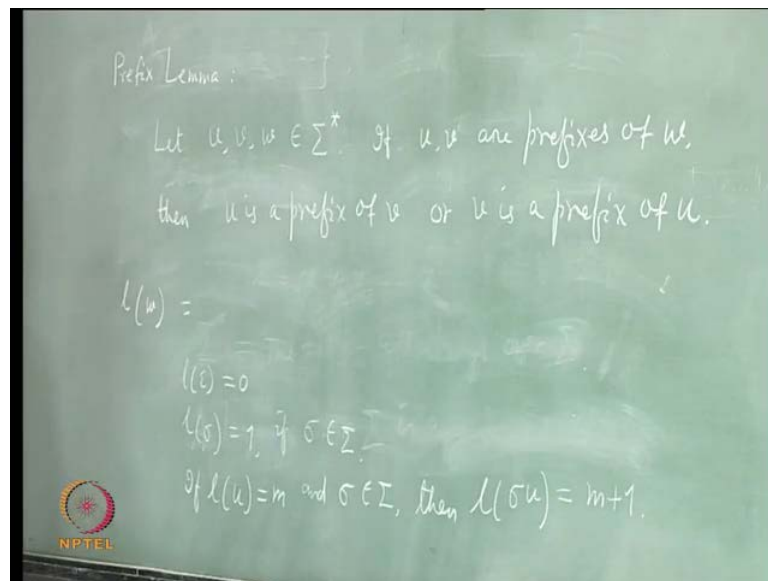 Prefix Lemma:
Let u, v, w ∈ Σ*. If u, v are prefixes of w,
then u is a prefix of v or v is a prefix of u.
l(w) =
l(ε) = 0
l(σ) = 1, if σ ∈ Σ.
If l(u) = m and σ ∈ Σ, then l(σu) = m+1.
NPTEL